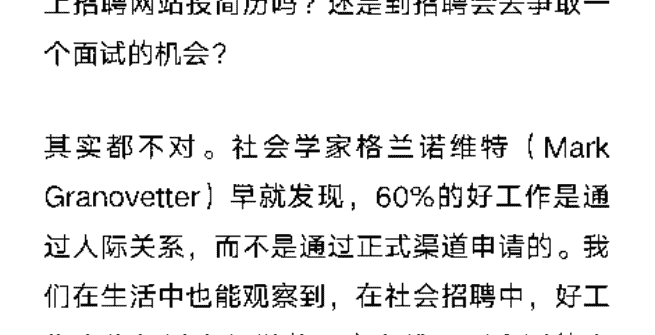 上招聘网站投简历吗？还是到招聘会去争取一
个面试的机会？
其实都不对。社会学家格兰诺维特（Mark
Granovetter）早就发现，60%的好工作是通
过人际关系，而不是通过正式渠道申请的。我
们在生活中也能观察到，在社会招聘中，好工